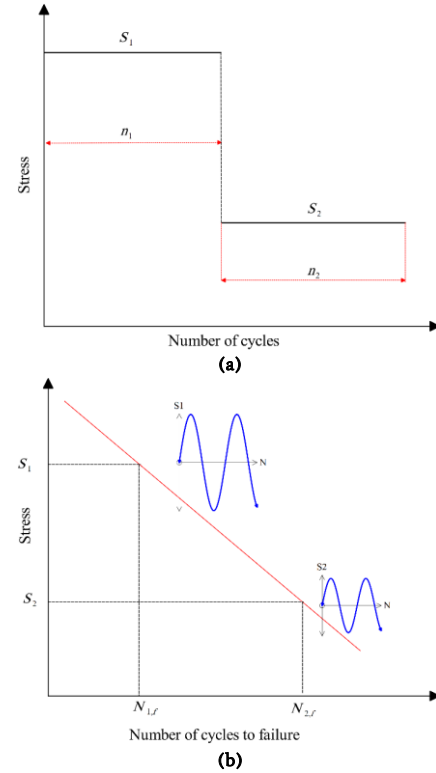 S₁
n₁
Stress
S₂
n₂
Number of cycles
(a)
S1
N
S₁
Stress
S2
S₂
N
N₁,f
N₂,f
Number of cycles to failure
(b)